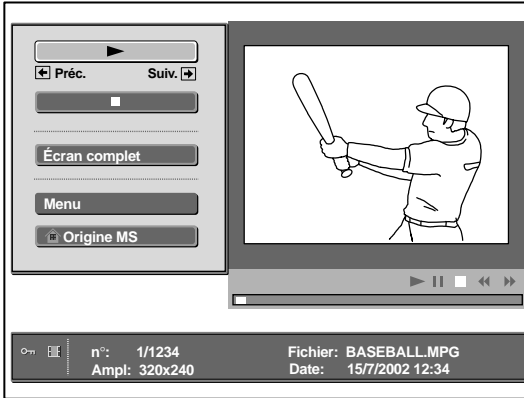 Préc. Suiv.
Écran complet
Menu
Origine MS
n°: 1/1234 Fichier: BASEBALL.MPG
Ampl: 320x240 Date: 15/7/2002 12:34